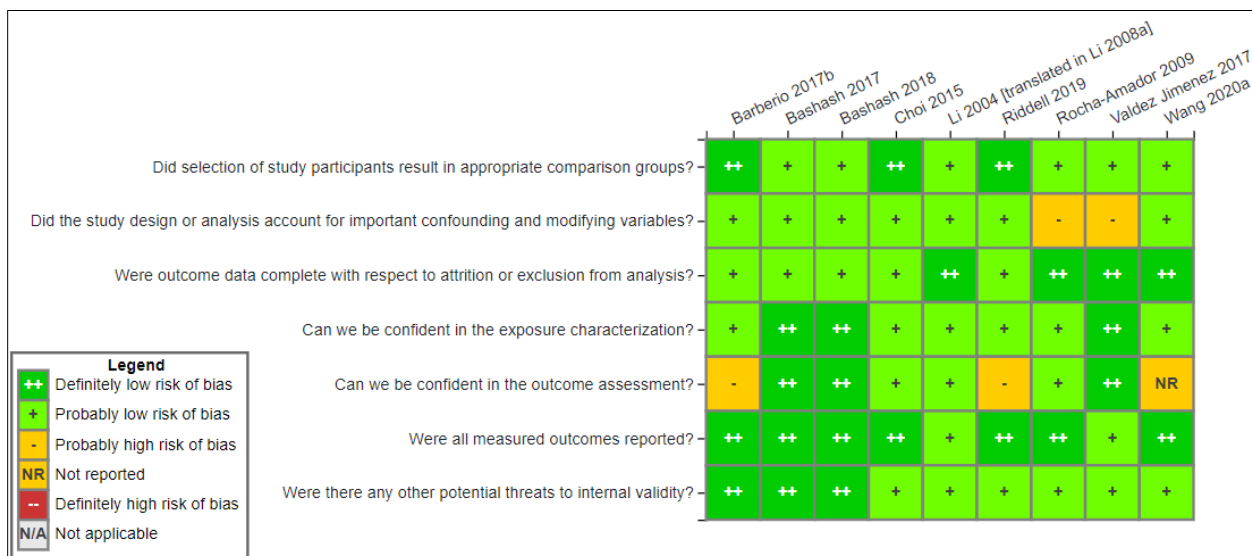 Barberio 2017b
Bashash 2017
Bashash 2018
Choi 2015
Li 2004 [translated in Li 2008a]
Riddell 2019
Rocha-Amador 2009
Valdez Jimenez 2017
Wang 2020a
Did selection of study participants result in appropriate comparison groups? ++ + + ++ + ++ + + +
Did the study design or analysis account for important confounding and modifying variables? + + + + + + - - +
Were outcome data complete with respect to attrition or exclusion from analysis? + + + + ++ + ++ ++ ++
Can we be confident in the exposure characterization? + ++ ++ + + + + ++ +
Can we be confident in the outcome assessment? - ++ ++ + + - + ++ NR
Were all measured outcomes reported? ++ ++ ++ ++ + ++ ++ + ++
Were there any other potential threats to internal validity? ++ ++ ++ + + + + + +
Legend
++ Definitely low risk of bias
+ Probably low risk of bias
- Probably high risk of bias
NR Not reported
-- Definitely high risk of bias
N/A Not applicable